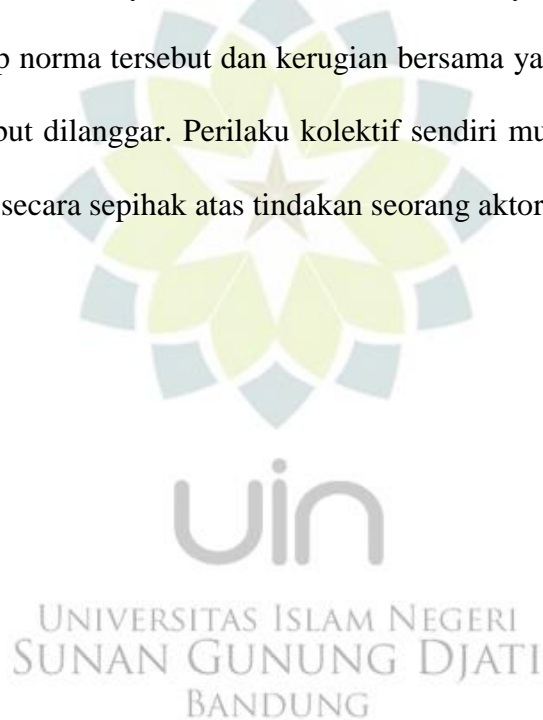 p norma tersebut dan kerugian bersama ya
but dilanggar. Perilaku kolektif sendiri mu
secara sepihak atas tindakan seorang aktor
uin
UNIVERSITAS ISLAM NEGERI
SUNAN GUNUNG DJATI
BANDUNG